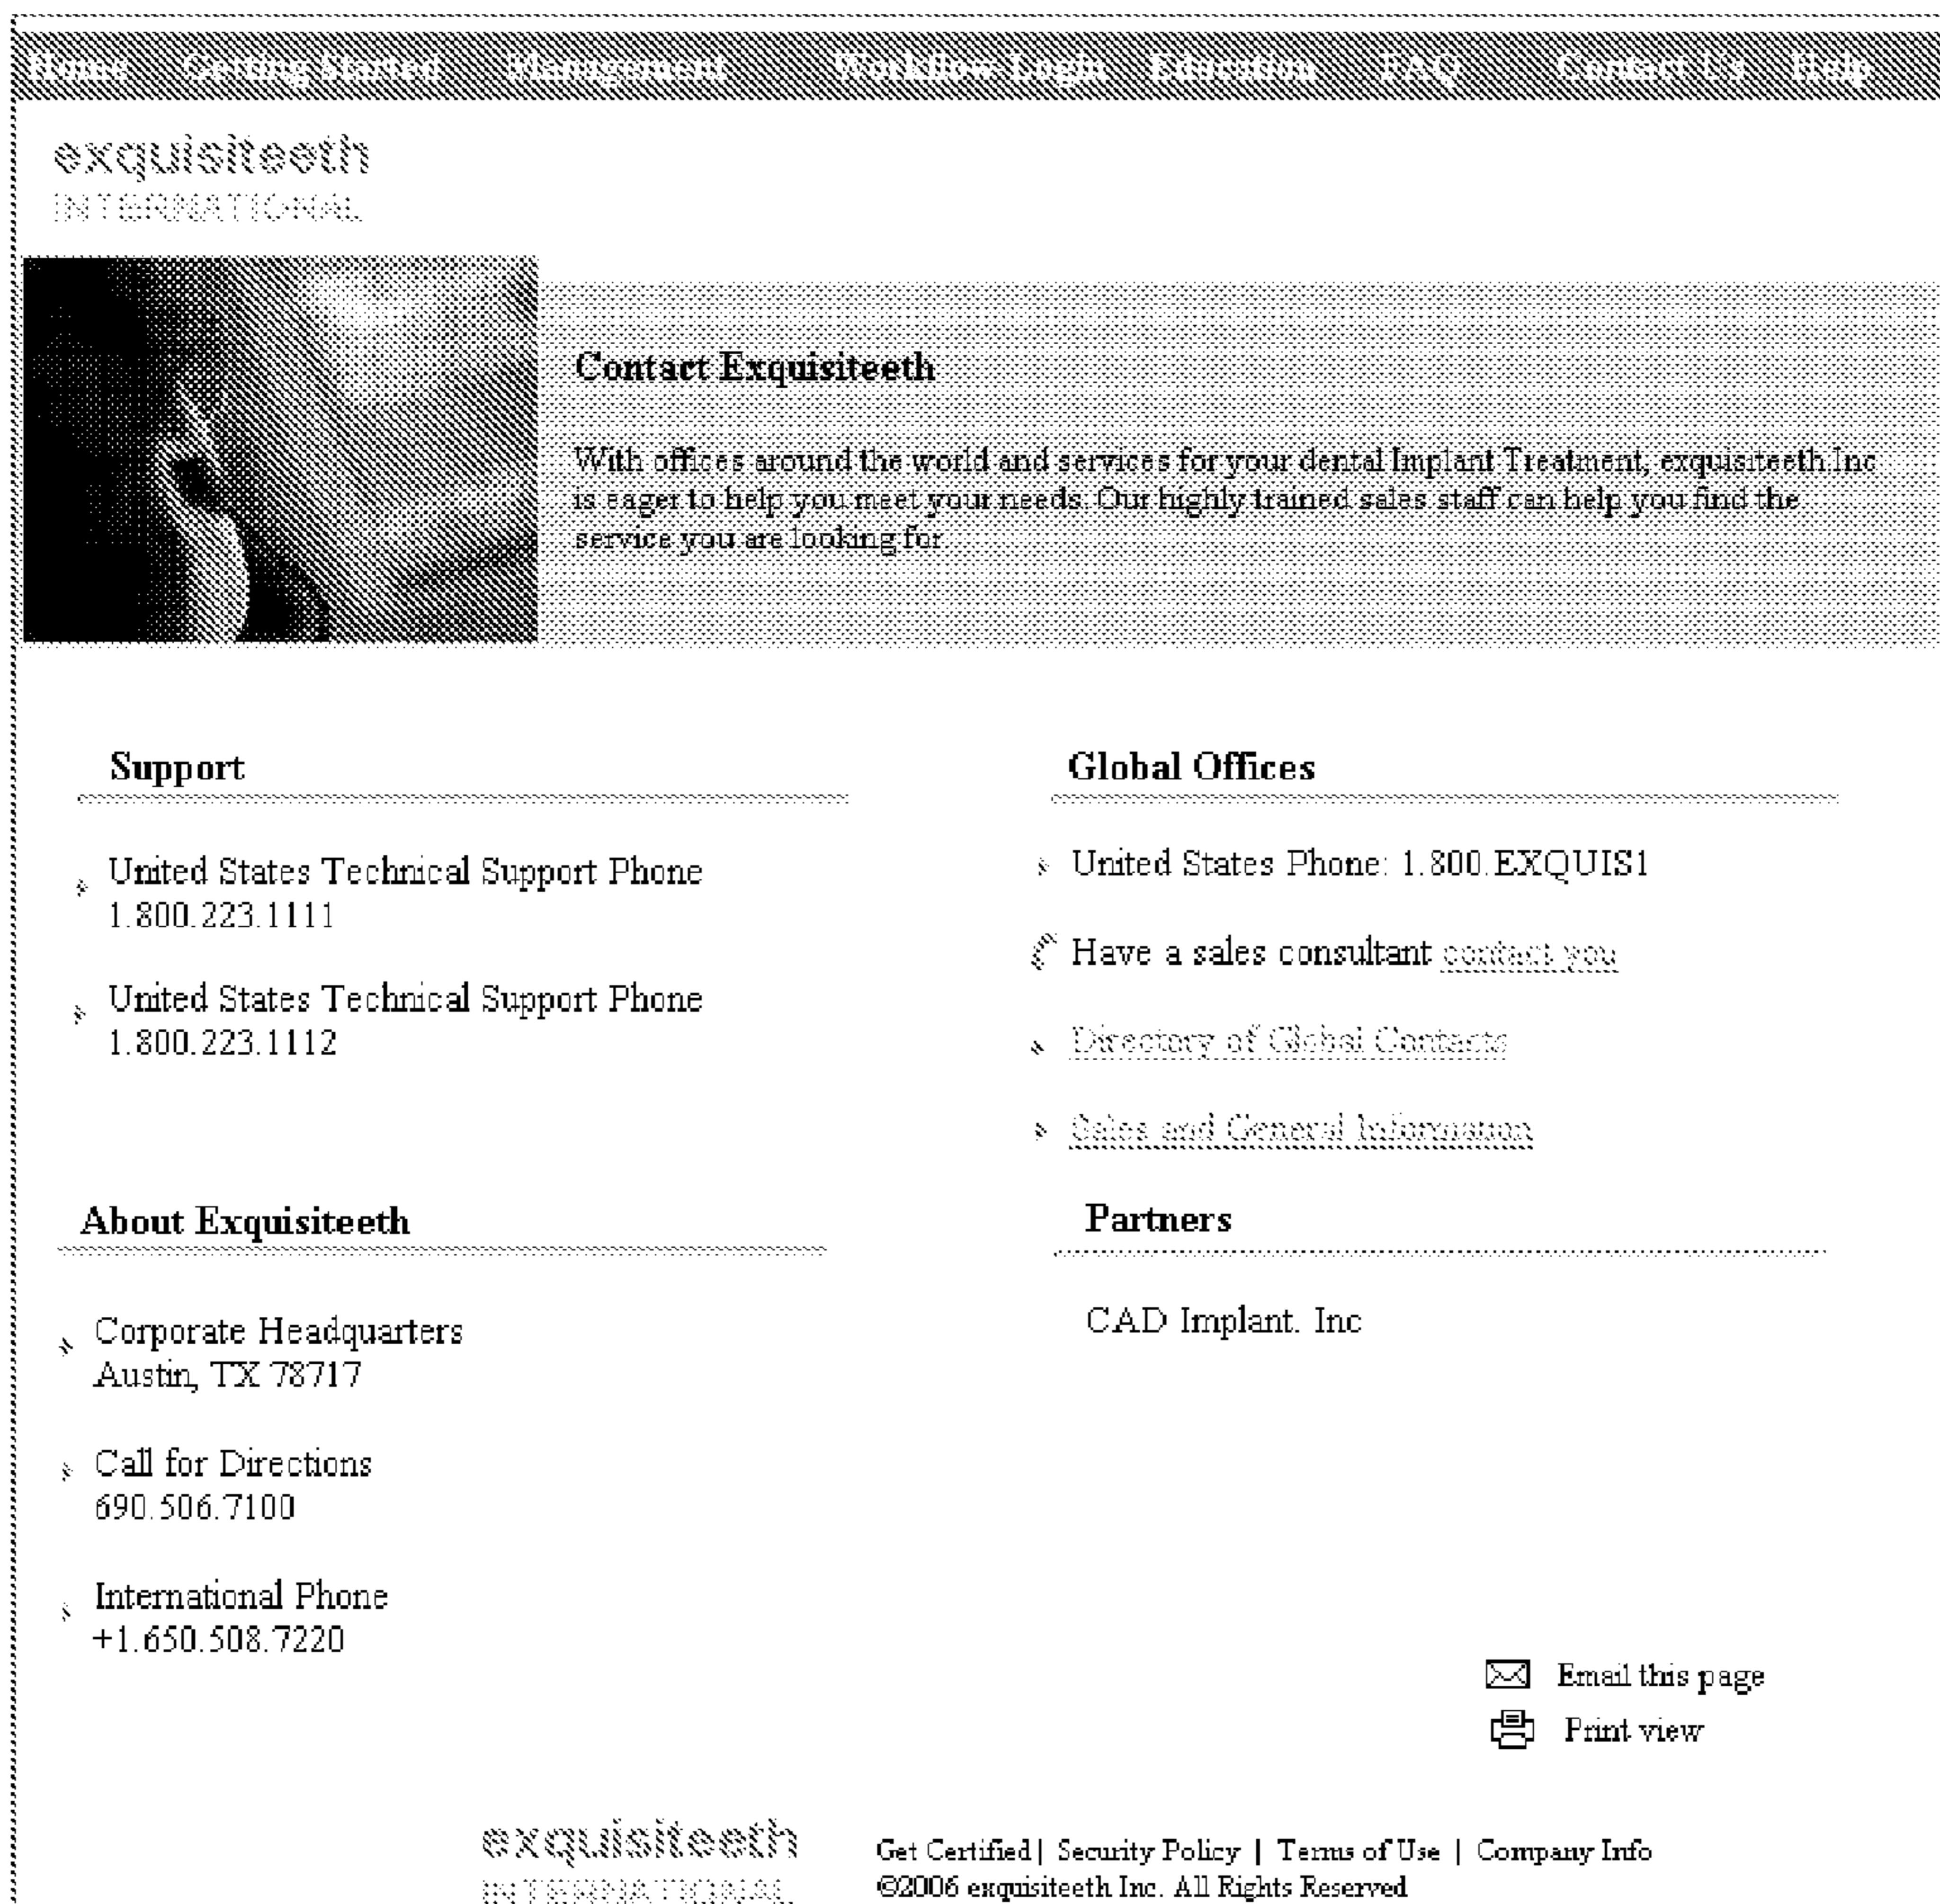 Home Getting Started Management Workflow Login Education FAQ Contact Us Help
exquisiteeth
INTERNATIONAL
Contact Exquisiteeth
With offices around the world and services for your dental Implant Treatment, exquisiteeth Inc
is eager to help you meet your needs. Our highly trained sales staff can help you find the
service you are looking for
Support
United States Technical Support Phone
1.800.223.1111
United States Technical Support Phone
1.800.223.1112
Global Offices
United States Phone: 1.800.EXQUIS1
Have a sales consultant contact you
Directory of Global Contacts
Sales and General Information
About Exquisiteeth
Corporate Headquarters
Austin, TX 78717
Call for Directions
690.506.7100
International Phone
+1.650.508.7220
Partners
CAD Implant. Inc
Email this page
Print view
exquisiteeth
INTERNATIONAL
Get Certified | Security Policy | Terms of Use | Company Info
©2006 exquisiteeth Inc. All Rights Reserved